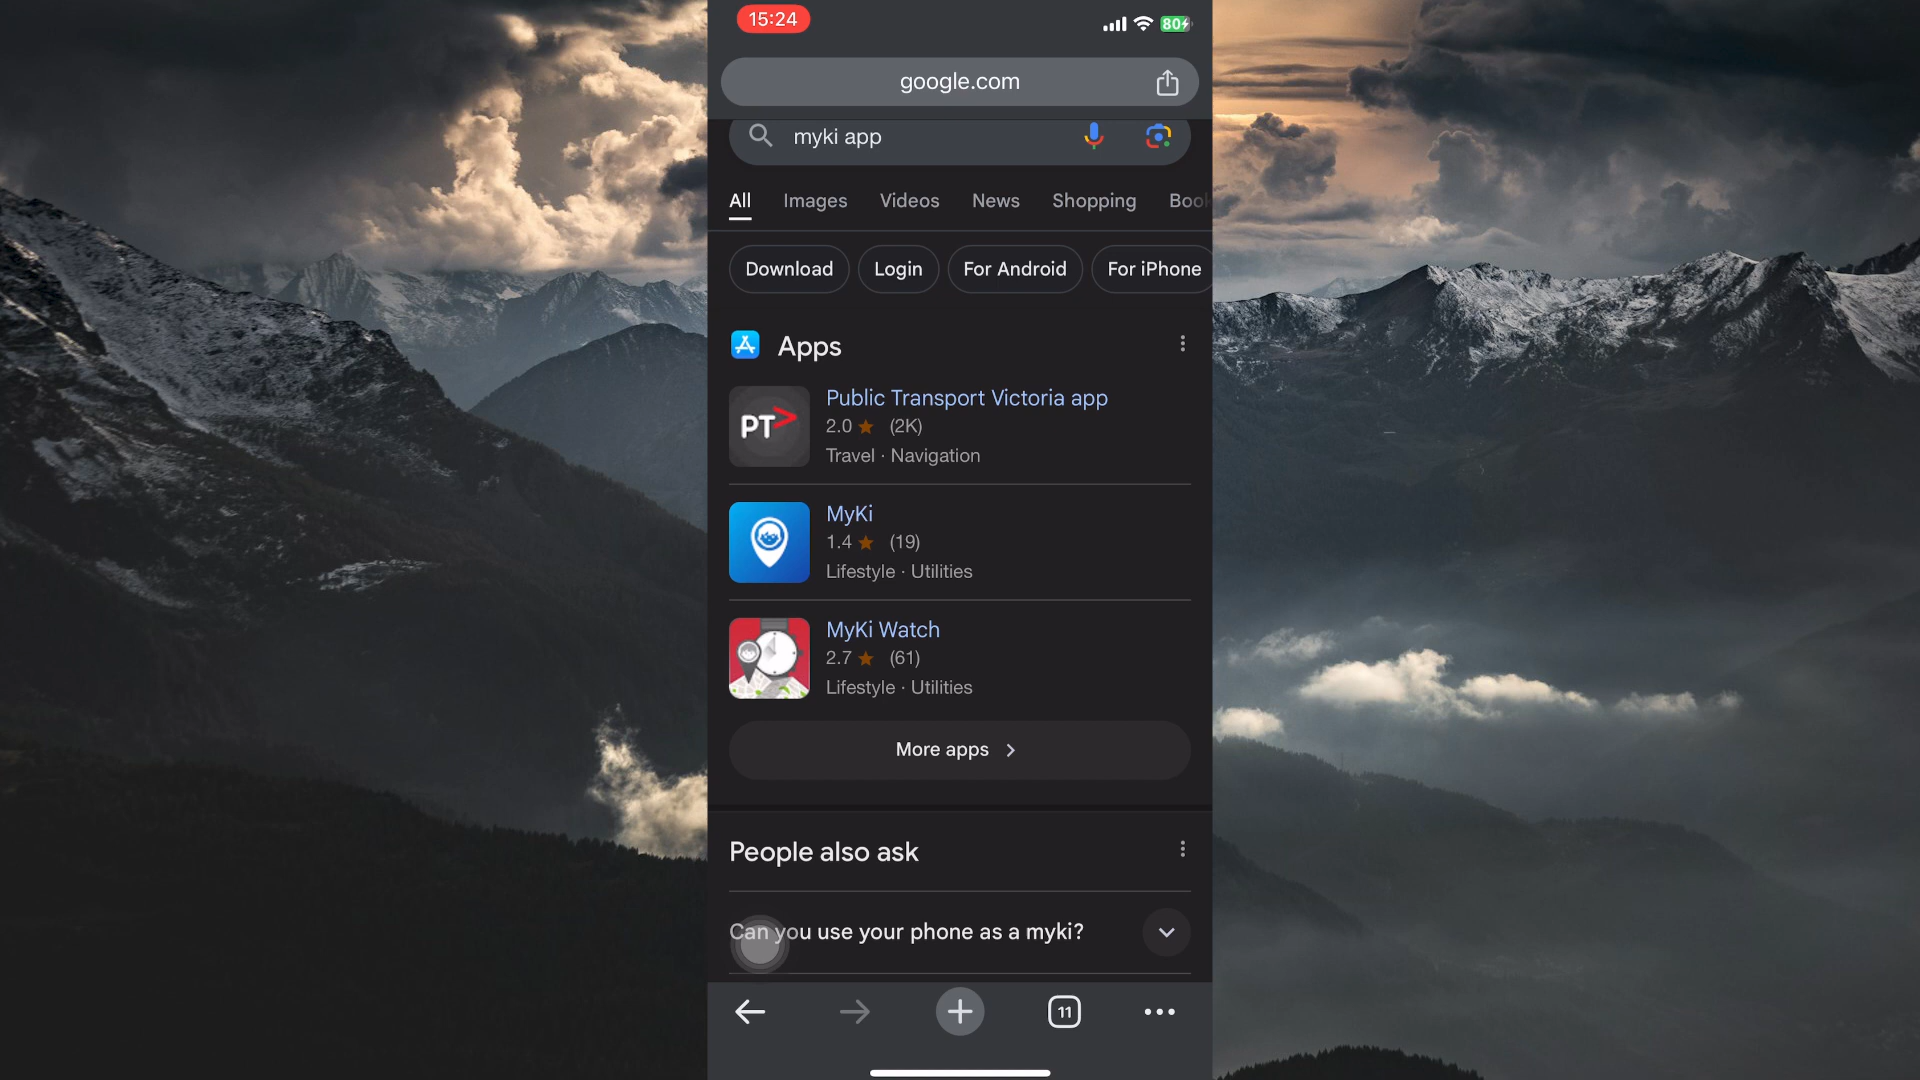 15:24
80
google.com
myki app
All Images Videos News Shopping Boo
Download Login For Android For iPhone
Apps
PT
Public Transport Victoria app
2.0 ★ (2K)
Travel · Navigation
MyKi
1.4 ★ (19)
Lifestyle · Utilities
MyKi Watch
2.7 ★ (61)
Lifestyle · Utilities
More apps
People also ask
Can you use your phone as a myki?
11